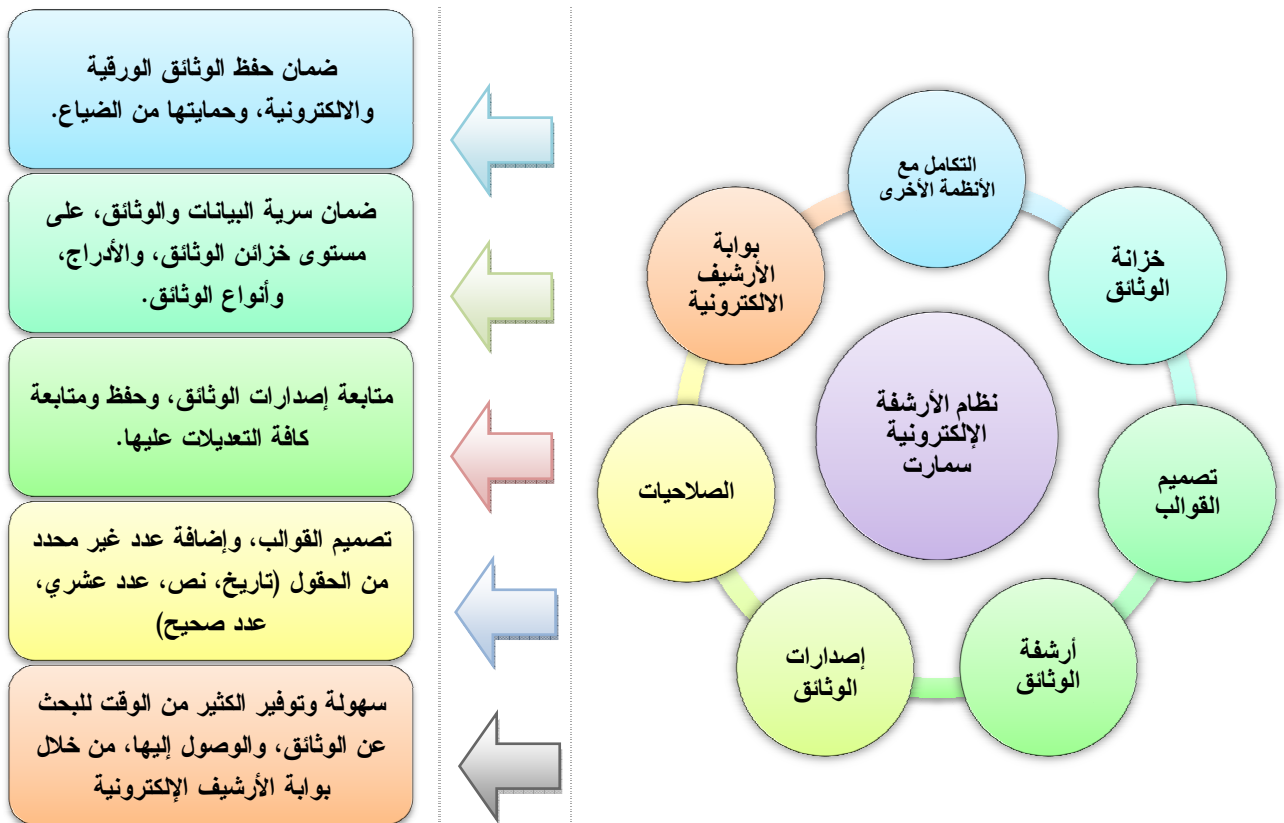 التكامل مع
الأنظمة الأخرى
خزانة
الوثائق
تصميم
القوالب
أرشفة
الوثائق
إصدارات
الوثائق
الصلاحيات
بوابة
الأرشيف
الالكترونية
نظام الأرشفة
الإلكترونية
سمارت
ضمان حفظ الوثائق الورقية
والالكترونية، وحمايتها من الضياع.
ضمان سرية البيانات والوثائق، على
مستوى خزائن الوثائق، والأدراج،
وأنواع الوثائق.
متابعة إصدارات الوثائق، وحفظ ومتابعة
كافة التعديلات عليها.
تصميم القوالب، وإضافة عدد غير محدد
من الحقول (تاريخ، نص، عدد عشري،
عدد صحيح)
سهولة وتوفير الكثير من الوقت للبحث
عن الوثائق، والوصول إليها، من خلال
بوابة الأرشيف الإلكترونية